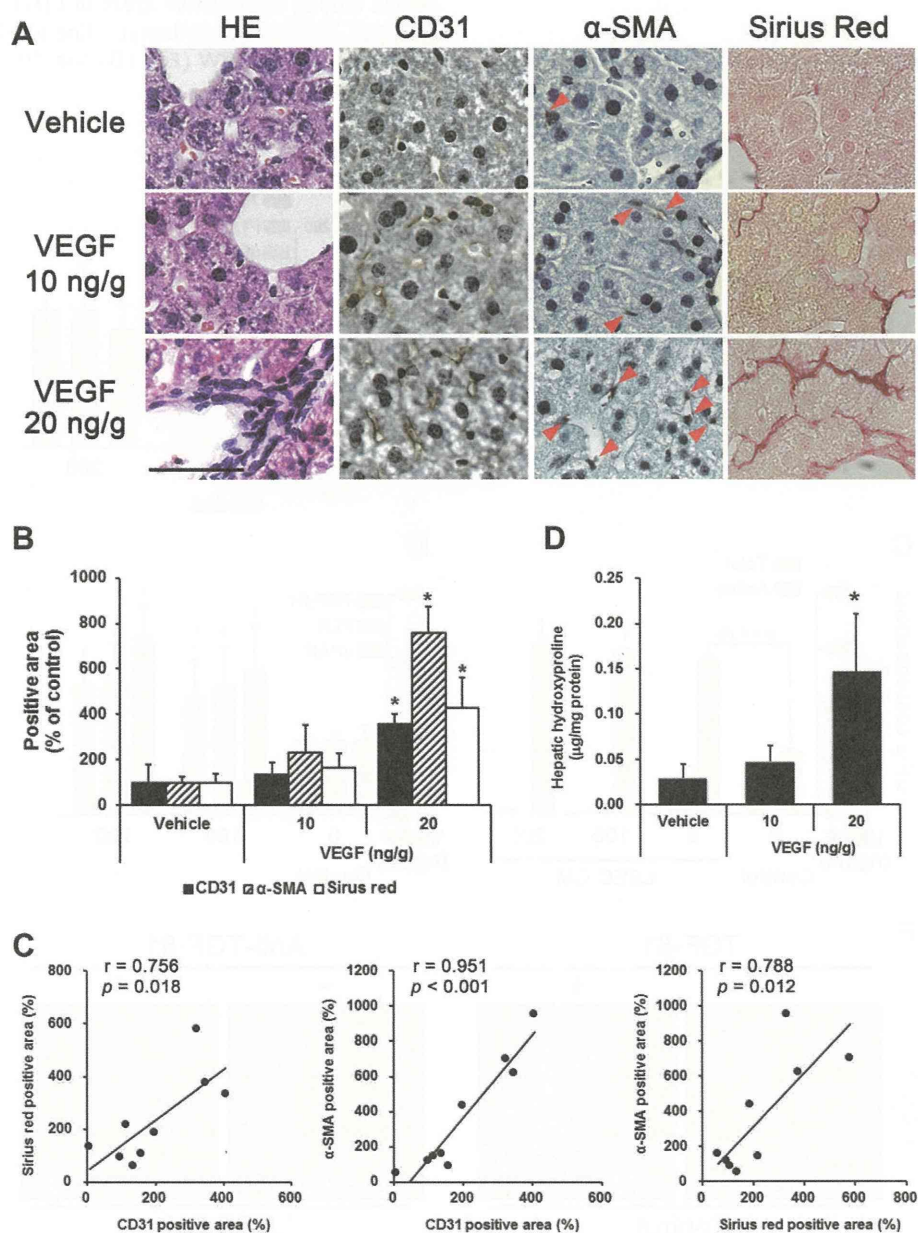 A
HE CD31 α-SMA Sirius Red
Vehicle
VEGF
10 ng/g
VEGF
20 ng/g
B
Positive area
(% of control)
1000
800
600
400
200
0
* * *
Vehicle 10 20
VEGF (ng/g)
CD31 α-SMA Sirus red
D
Hepatic hydroxyproline
(μg/mg protein)
0.25
0.20
0.15
0.10
0.05
0.00
*
Vehicle 10 20
VEGF (ng/g)
C
r = 0.756
p = 0.018
Sirius red positive area (%)
800
600
400
200
0
0 200 400 600
CD31 positive area (%)
r = 0.951
p < 0.001
α-SMA positive area (%)
1200
1000
800
600
400
200
0
0 200 400 600
CD31 positive area (%)
r = 0.788
p = 0.012
α-SMA positive area (%)
1200
1000
800
600
400
200
0
0 200 400 600 800
Sirius red positive area (%)